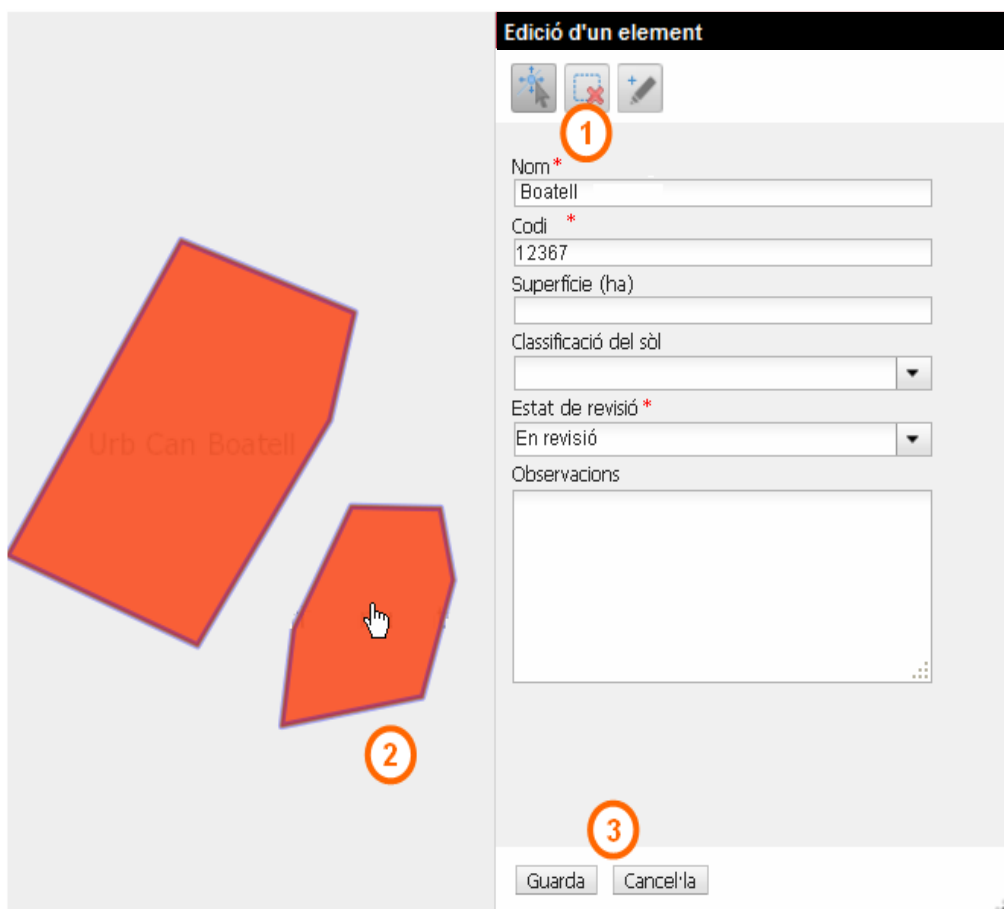 Edició d'un element
1
Nom *
Boatell
Codi *
12367
Superfície (ha)
Classificació del sòl
Estat de revisió *
En revisió
Observacions
Urb Can Boatell
2
3
Guarda Cancel·la